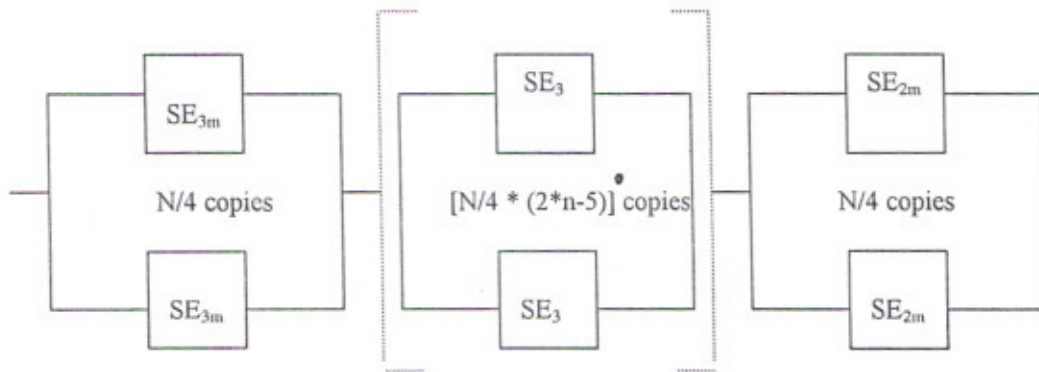 SE₃ₘ
N/4 copies
SE₃ₘ
SE₃
[N/4 * (2*n-5)] copies
SE₃
SE₂ₘ
N/4 copies
SE₂ₘ